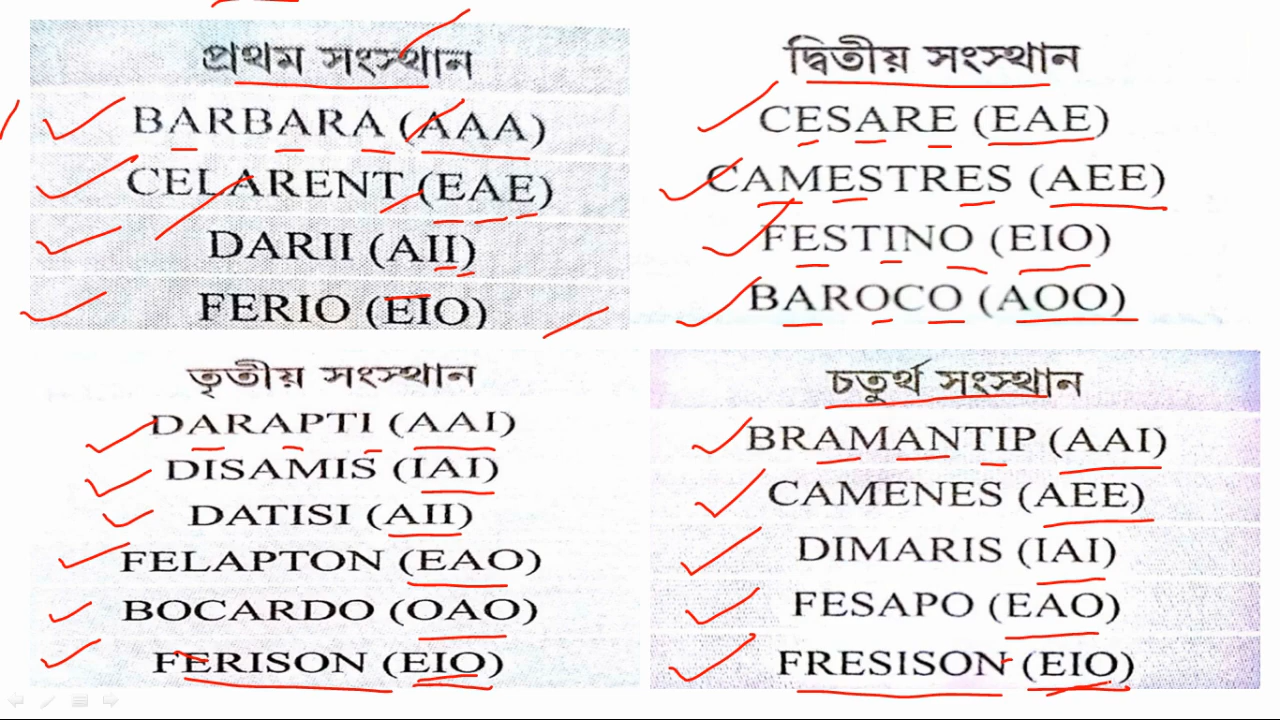 প্রথম সংস্থান
BARBARA (AAA)
CELARENT (EAE)
DARII (AII)
FERIO (EIO)
দ্বিতীয় সংস্থান
CESARE (EAE)
CAMESTRES (AEE)
FESTINO (EIO)
BAROCO (AOO)
তৃতীয় সংস্থান
DARAPTI (AAI)
DISAMIS (IAI)
DATISI (AII)
FELAPTON (EAO)
BOCARDO (OAO)
FERISON (EIO)
চতুর্থ সংস্থান
BRAMANTIP (AAI)
CAMENES (AEE)
DIMARIS (IAI)
FESAPO (EAO)
FRESISON (EIO)